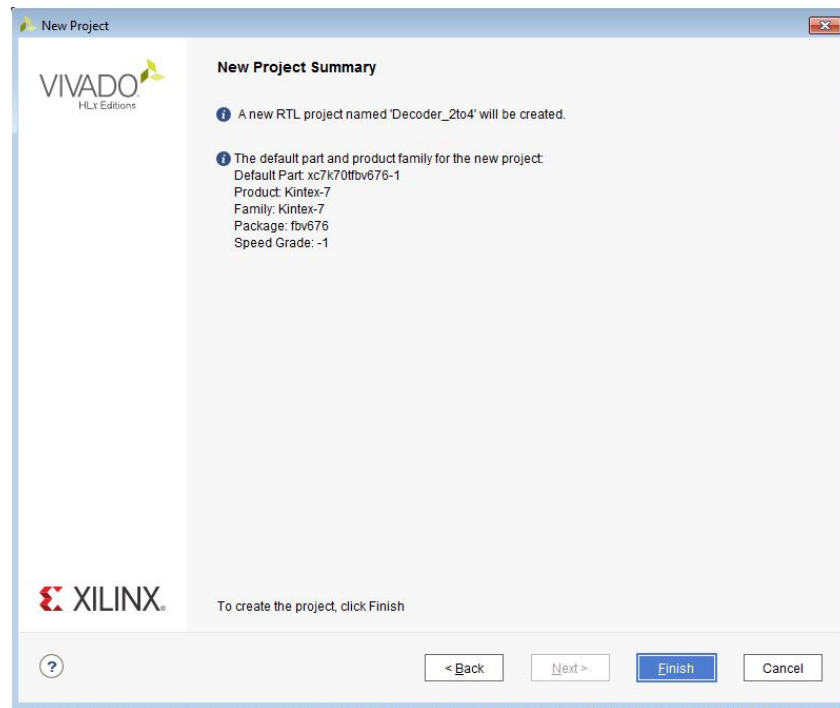 New Project
VIVADO
HLx Editions
New Project Summary
A new RTL project named 'Decoder_2to4' will be created.
The default part and product family for the new project:
Default Part: xc7k70tfbv676-1
Product: Kintex-7
Family: Kintex-7
Package: fbv676
Speed Grade: -1
XILINX
To create the project, click Finish
?
< Back
Next >
Finish
Cancel